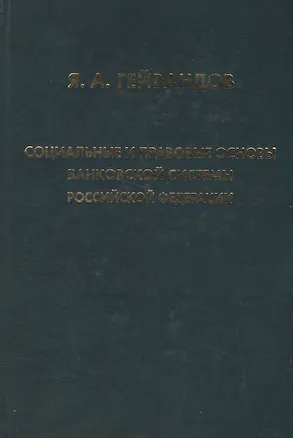 Я. А. ГЕЙВАНДОВ
СОЦИАЛЬНЫЕ И ПРАВОВЫЕ ОСНОВЫ
БАНКОВСКОЙ СИСТЕМЫ
РОССИЙСКОЙ ФЕДЕРАЦИИ